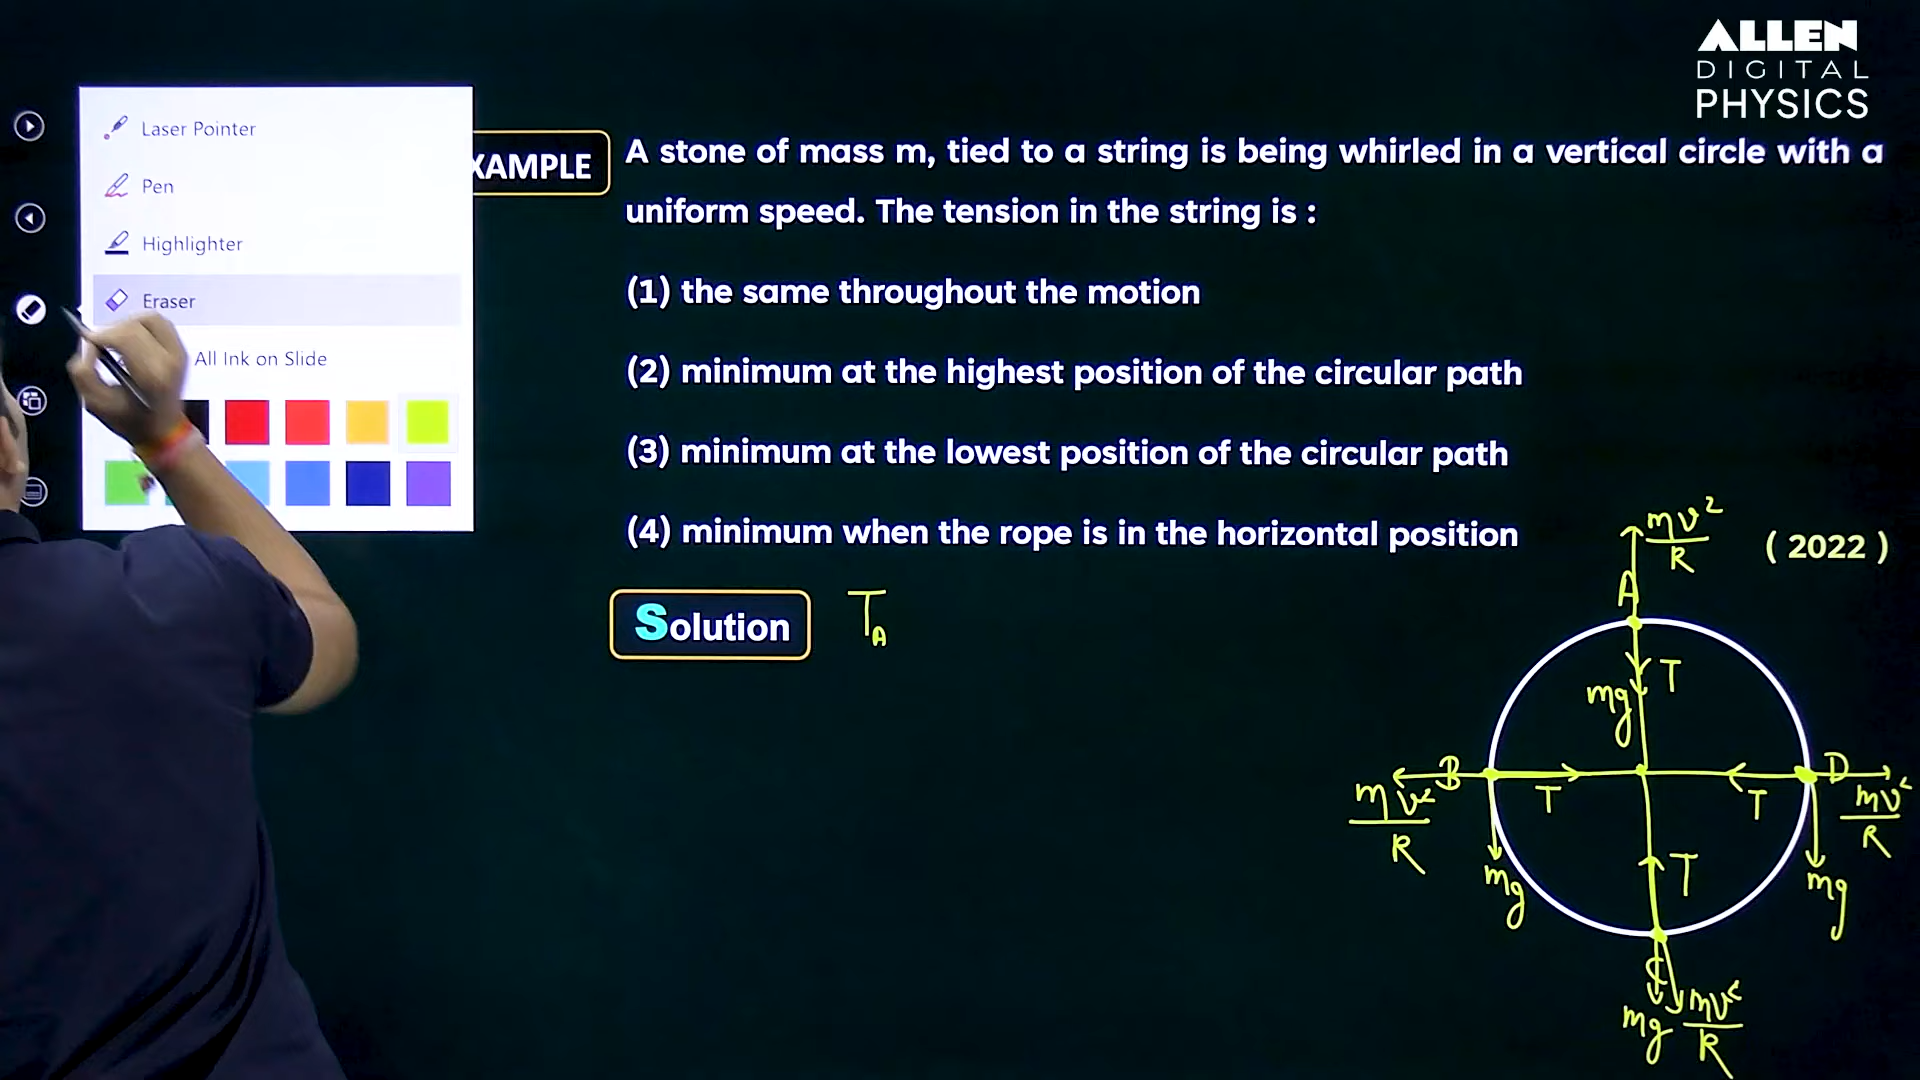 ALLEN
DIGITAL
PHYSICS
Laser Pointer
Pen
Highlighter
Eraser
All Ink on Slide
XAMPLE
A stone of mass m, tied to a string is being whirled in a vertical circle with a
uniform speed. The tension in the string is :
(1) the same throughout the motion
(2) minimum at the highest position of the circular path
(3) minimum at the lowest position of the circular path
(4) minimum when the rope is in the horizontal position
( 2022 )
Solution
T_A
mv²/R
A
T
mg
B
T
mv²/R
mg
D
T
mv²/R
mg
T
C
mg
mv²/R